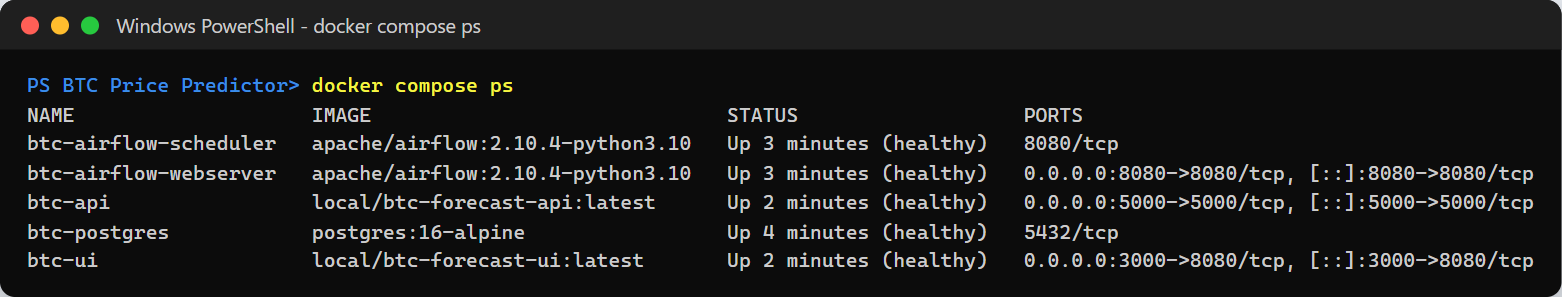 Windows PowerShell - docker compose ps
PS BTC Price Predictor> docker compose ps
NAME                   IMAGE                              STATUS                   PORTS
btc-airflow-scheduler  apache/airflow:2.10.4-python3.10   Up 3 minutes (healthy)   8080/tcp
btc-airflow-webserver  apache/airflow:2.10.4-python3.10   Up 3 minutes (healthy)   0.0.0.0:8080->8080/tcp, [::]:8080->8080/tcp
btc-api                local/btc-forecast-api:latest      Up 2 minutes (healthy)   0.0.0.0:5000->5000/tcp, [::]:5000->5000/tcp
btc-postgres           postgres:16-alpine                 Up 4 minutes (healthy)   5432/tcp
btc-ui                 local/btc-forecast-ui:latest       Up 2 minutes (healthy)   0.0.0.0:3000->8080/tcp, [::]:3000->8080/tcp